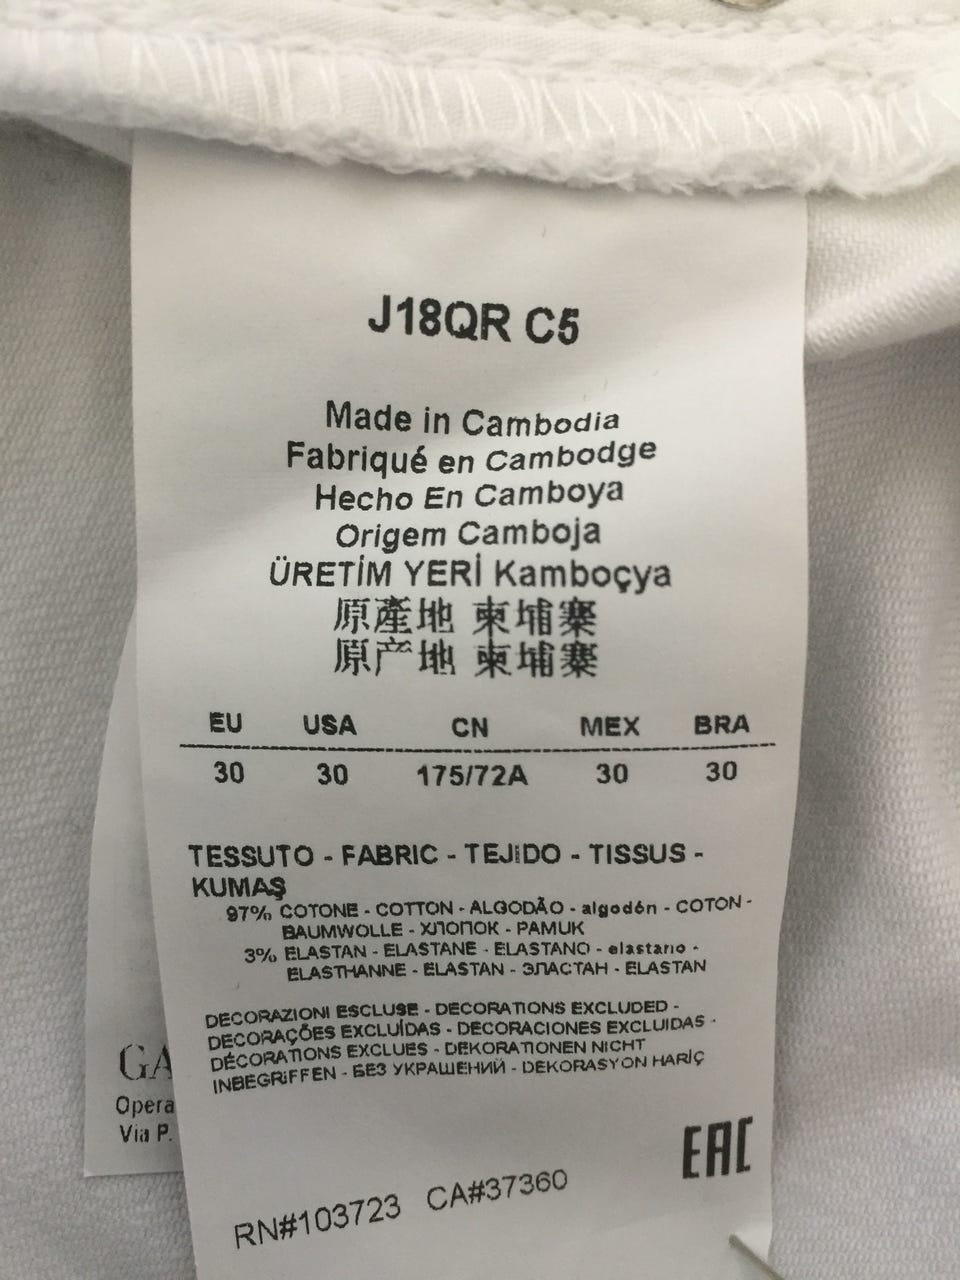 J18QR C5
Made in Cambodia
Fabriqué en Cambodge
Hecho En Camboya
Origem Camboja
ÜRETİM YERİ Kamboçya
原產地 柬埔寨
原产地 柬埔寨
EU USA CN MEX BRA
30 30 175/72A 30 30
TESSUTO - FABRIC - TEJIDO - TISSUS -
KUMAŞ
97% COTONE - COTTON - ALGODÃO - algodón - COTON -
BAUMWOLLE - ХЛОПОК - PAMUK
3% ELASTAN - ELASTANE - ELASTANO - elastano -
ELASTHANNE - ELASTAN - ЭЛАСТАН - ELASTAN
DECORAZIONI ESCLUSE - DECORATIONS EXCLUDED -
DECORAÇÕES EXCLUÍDAS - DECORACIONES EXCLUIDAS -
DÉCORATIONS EXCLUES - DEKORATIONEN NICHT
INBEGRIFFEN - БЕЗ УКРАШЕНИЙ - DEKORASYON HARİÇ
GA
Opera
Via P.
EAC
RN#103723 CA#37360